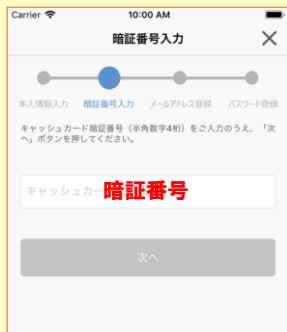 Carrier 10:00 AM
暗証番号入力
本人情報入力 暗証番号入力 メールアドレス登録 パスワード登録
キャッシュカード暗証番号（半角数字4桁）をご入力のうえ、「次
へ」ボタンを押してください。
キャッシュカー 暗証番号
次へ